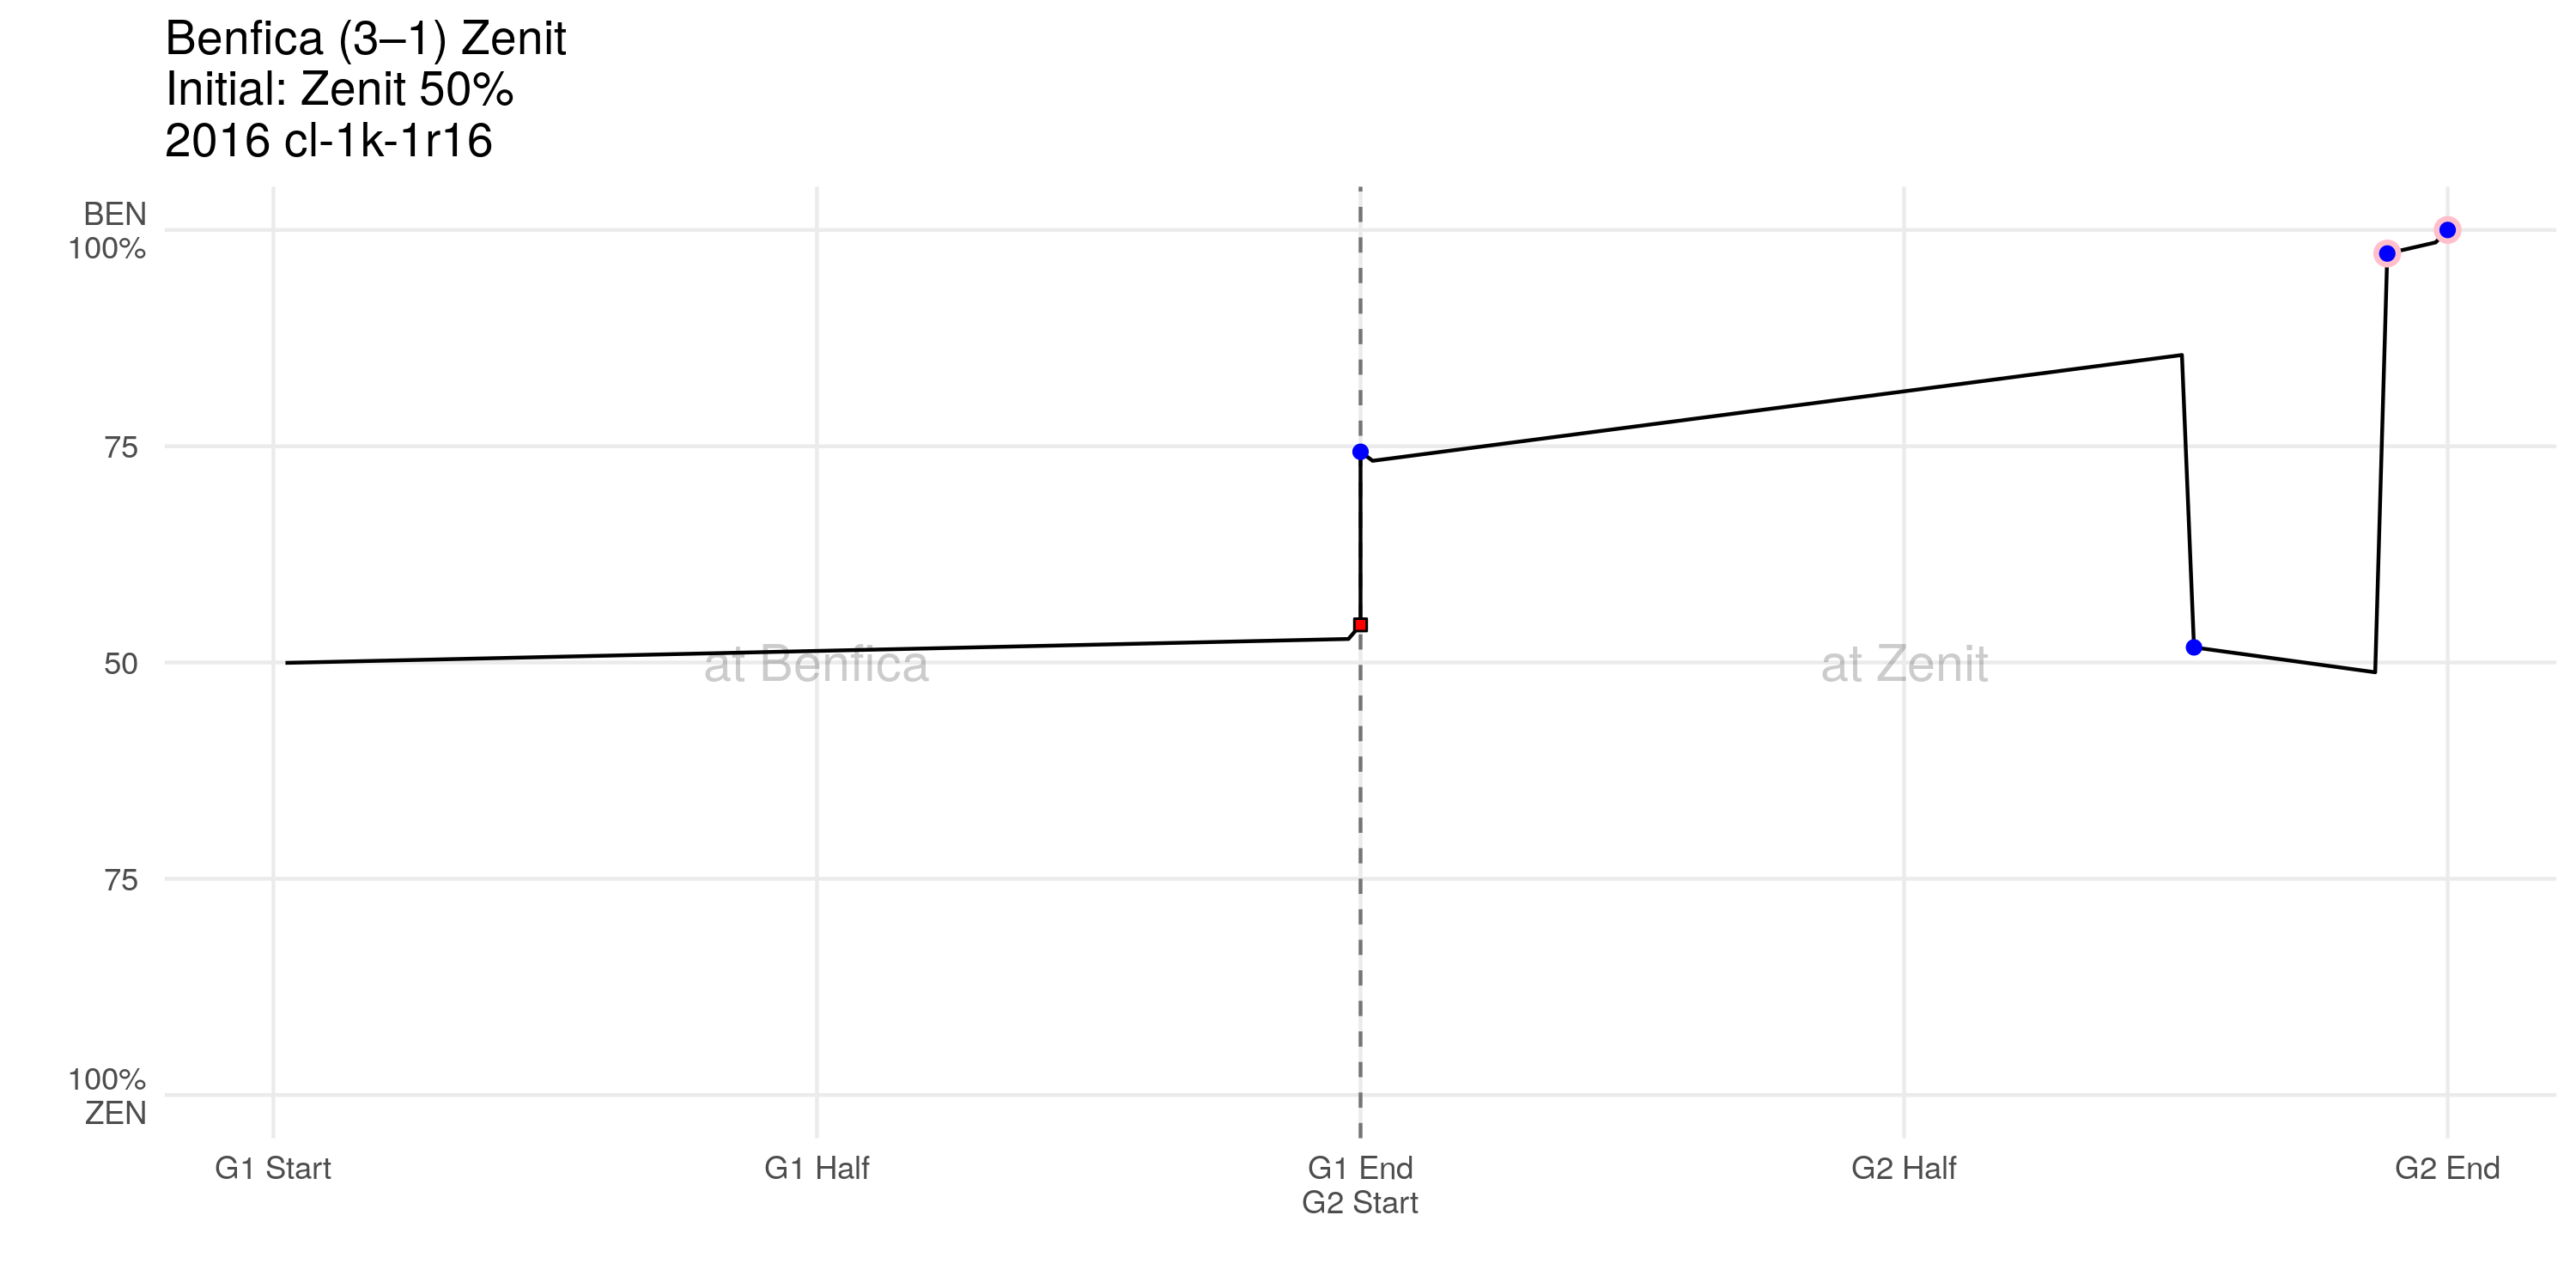 Benfica (3–1) Zenit
Initial: Zenit 50%
2016 cl-1k-1r16
BEN
100%
75
50
75
100%
ZEN
at Benfica
at Zenit
G1 Start
G1 Half
G1 End
G2 Start
G2 Half
G2 End